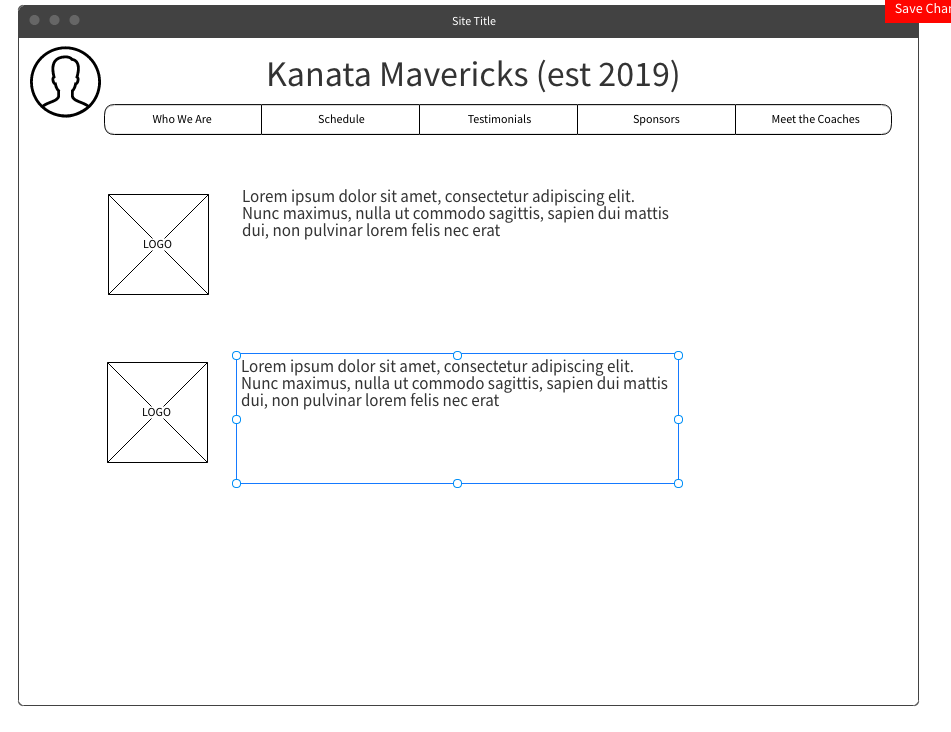 Site Title
Save Chan
Kanata Mavericks (est 2019)
Who We Are
Schedule
Testimonials
Sponsors
Meet the Coaches
LOGO
Lorem ipsum dolor sit amet, consectetur adipiscing elit.
Nunc maximus, nulla ut commodo sagittis, sapien dui mattis
dui, non pulvinar lorem felis nec erat
LOGO
Lorem ipsum dolor sit amet, consectetur adipiscing elit.
Nunc maximus, nulla ut commodo sagittis, sapien dui mattis
dui, non pulvinar lorem felis nec erat